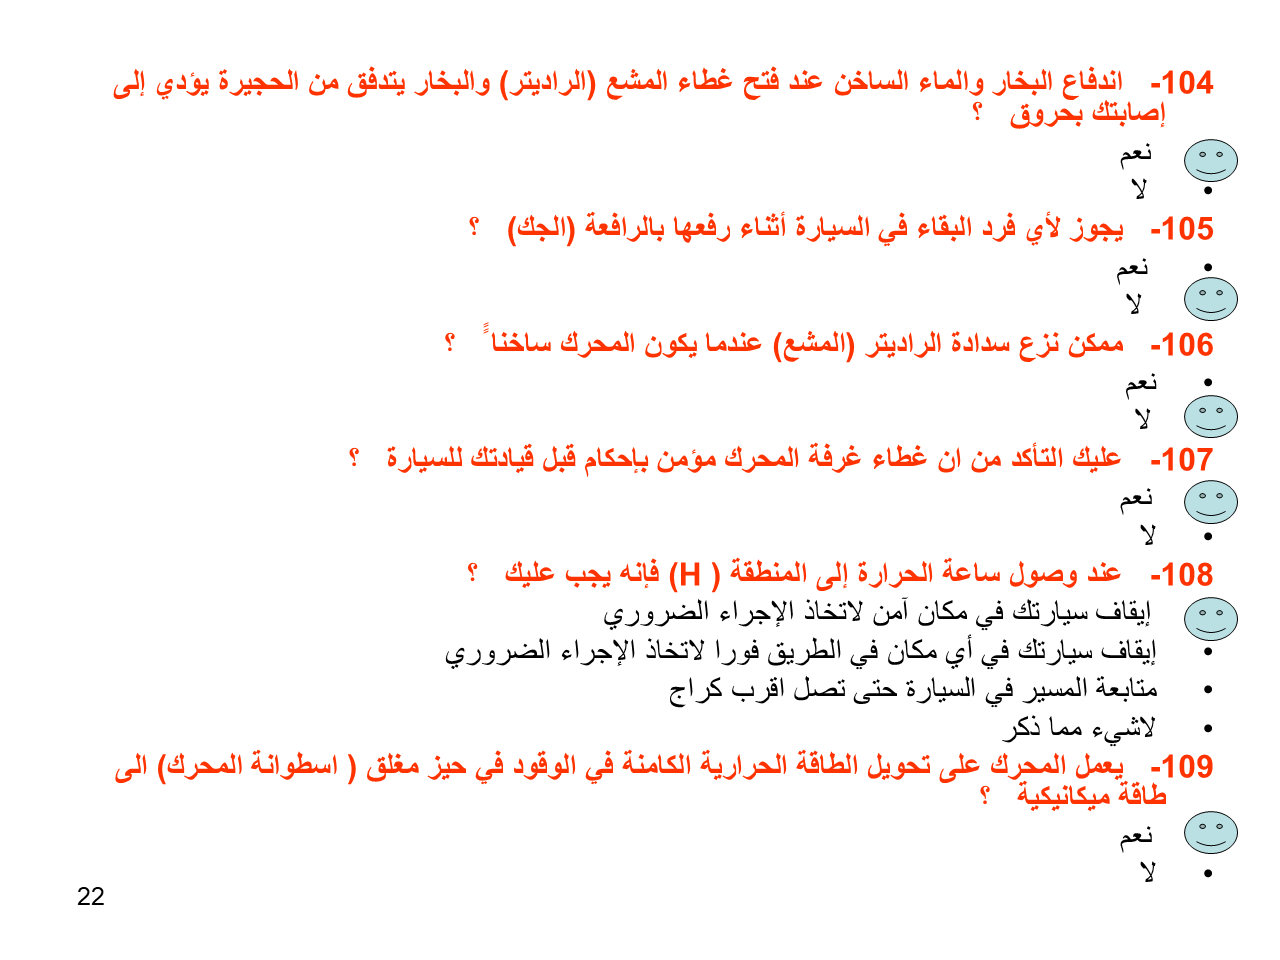 104- اندفاع البخار والماء الساخن عند فتح غطاء المشع (الراديتر) والبخار يتدفق من الحجيرة يؤدي إلى
إصابتك بحروق ؟
نعم
• لا
105- يجوز لأي فرد البقاء في السيارة أثناء رفعها بالرافعة (الجك) ؟
• نعم
لا
106- ممكن نزع سدادة الراديتر (المشع) عندما يكون المحرك ساخنا ًً ؟
• نعم
لا
107- عليك التأكد من ان غطاء غرفة المحرك مؤمن بإحكام قبل قيادتك للسيارة ؟
نعم
• لا
108- عند وصول ساعة الحرارة إلى المنطقة ( H) فإنه يجب عليك ؟
إيقاف سيارتك في مكان آمن لاتخاذ الإجراء الضروري
• إيقاف سيارتك في أي مكان في الطريق فورا لاتخاذ الإجراء الضروري
• متابعة المسير في السيارة حتى تصل اقرب كراج
• لاشيء مما ذكر
109- يعمل المحرك على تحويل الطاقة الحرارية الكامنة في الوقود في حيز مغلق ( اسطوانة المحرك) الى
طاقة ميكانيكية ؟
نعم
• لا
22